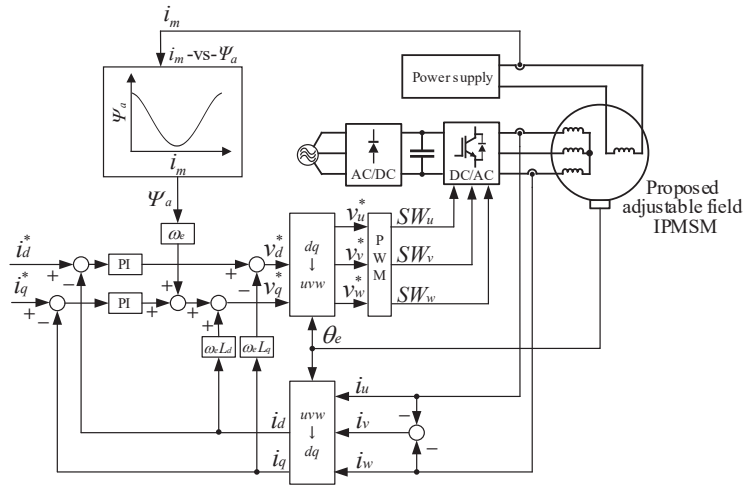 i_m
i_m-vs-Ψ_a
Ψ_a
i_m
Power supply
AC/DC
DC/AC
Proposed
adjustable field
IPMSM
Ψ_a
ω_e
i_d^*
+
−
PI
+
−
v_d^*
dq
↓
uvw
v_u^*
v_v^*
v_w^*
PWM
SW_u
SW_v
SW_w
i_q^*
+
−
PI
+
+
+
+
v_q^*
ω_eL_d
ω_eL_q
θ_e
uvw
↓
dq
i_d
i_q
i_u
i_v
i_w
−
−